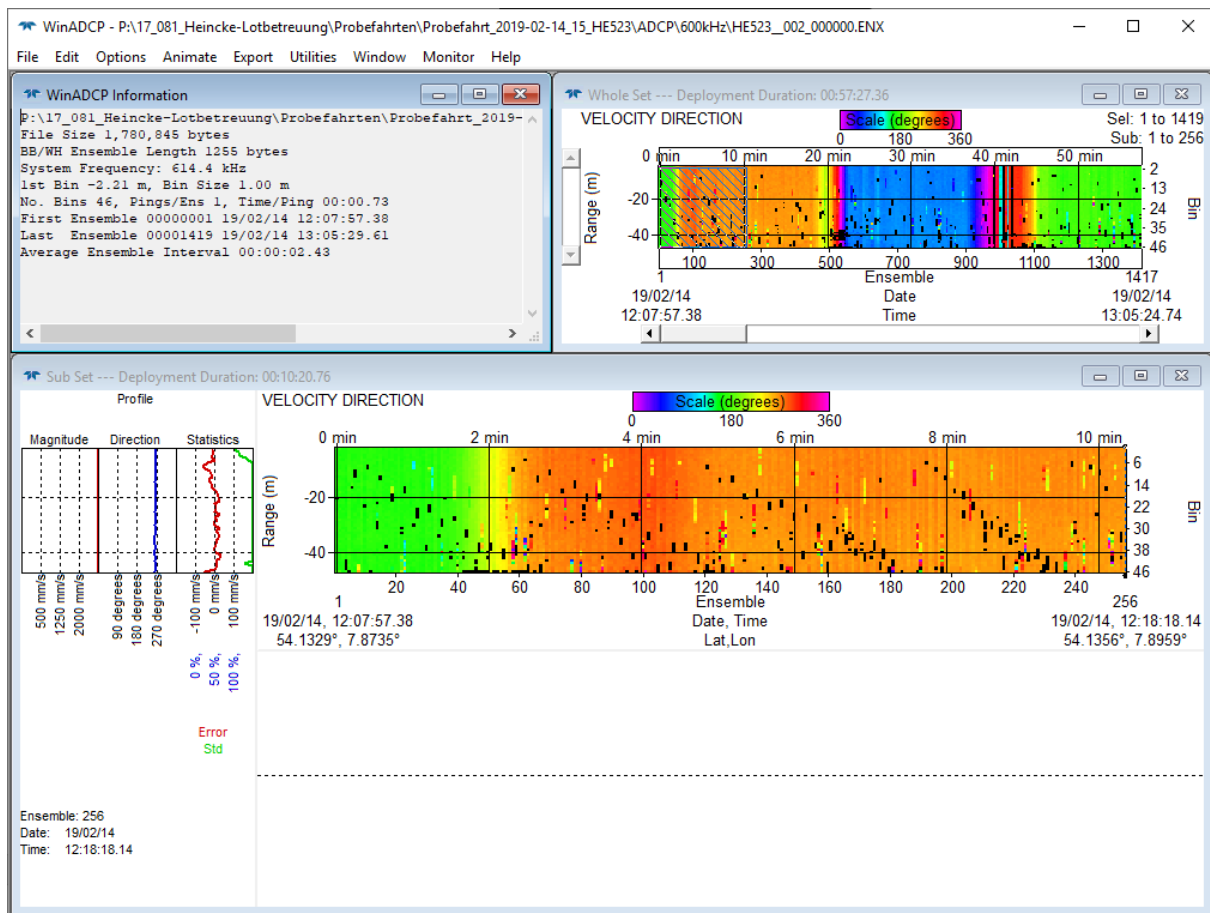 WinADCP - P:\17_081_Heincke-Lotbetreuung\Probefahrten\Probefahrt_2019-02-14_15_HE523\ADCP\600kHz\HE523__002_000000.ENX
File Edit Options Animate Export Utilities Window Monitor Help
WinADCP Information
P:\17_081_Heincke-Lotbetreuung\Probefahrten\Probefahrt_2019-
File Size 1,780,845 bytes
BB/WH Ensemble Length 1255 bytes
System Frequency: 614.4 kHz
1st Bin -2.21 m, Bin Size 1.00 m
No. Bins 46, Pings/Ens 1, Time/Ping 00:00.73
First Ensemble 00000001 19/02/14 12:07:57.38
Last Ensemble 00001419 19/02/14 13:05:29.61
Average Ensemble Interval 00:00:02.43
Whole Set --- Deployment Duration: 00:57:27.36
VELOCITY DIRECTION
Scale (degrees)
0 180 360
Sel: 1 to 1419
Sub: 1 to 256
0 min 10 min 20 min 30 min 40 min 50 min
Range (m)
-20
-40
2
13
24
35
46
Bin
100 300 500 700 900 1100 1300
1 Ensemble 1417
19/02/14 Date 19/02/14
12:07:57.38 Time 13:05:24.74
Sub Set --- Deployment Duration: 00:10:20.76
Profile
Magnitude Direction Statistics
500 mm/s
1250 mm/s
2000 mm/s
90 degrees
180 degrees
270 degrees
-100 mm/s
0 mm/s
100 mm/s
0 %,
50 %,
100 %,
Error
Std
Ensemble: 256
Date: 19/02/14
Time: 12:18:18.14
VELOCITY DIRECTION
Scale (degrees)
0 180 360
0 min 2 min 4 min 6 min 8 min 10 min
Range (m)
-20
-40
6
14
22
30
38
46
Bin
20 40 60 80 100 120 140 160 180 200 220 240
1 Ensemble 256
19/02/14, 12:07:57.38 Date, Time 19/02/14, 12:18:18.14
54.1329°, 7.8735° Lat,Lon 54.1356°, 7.8959°